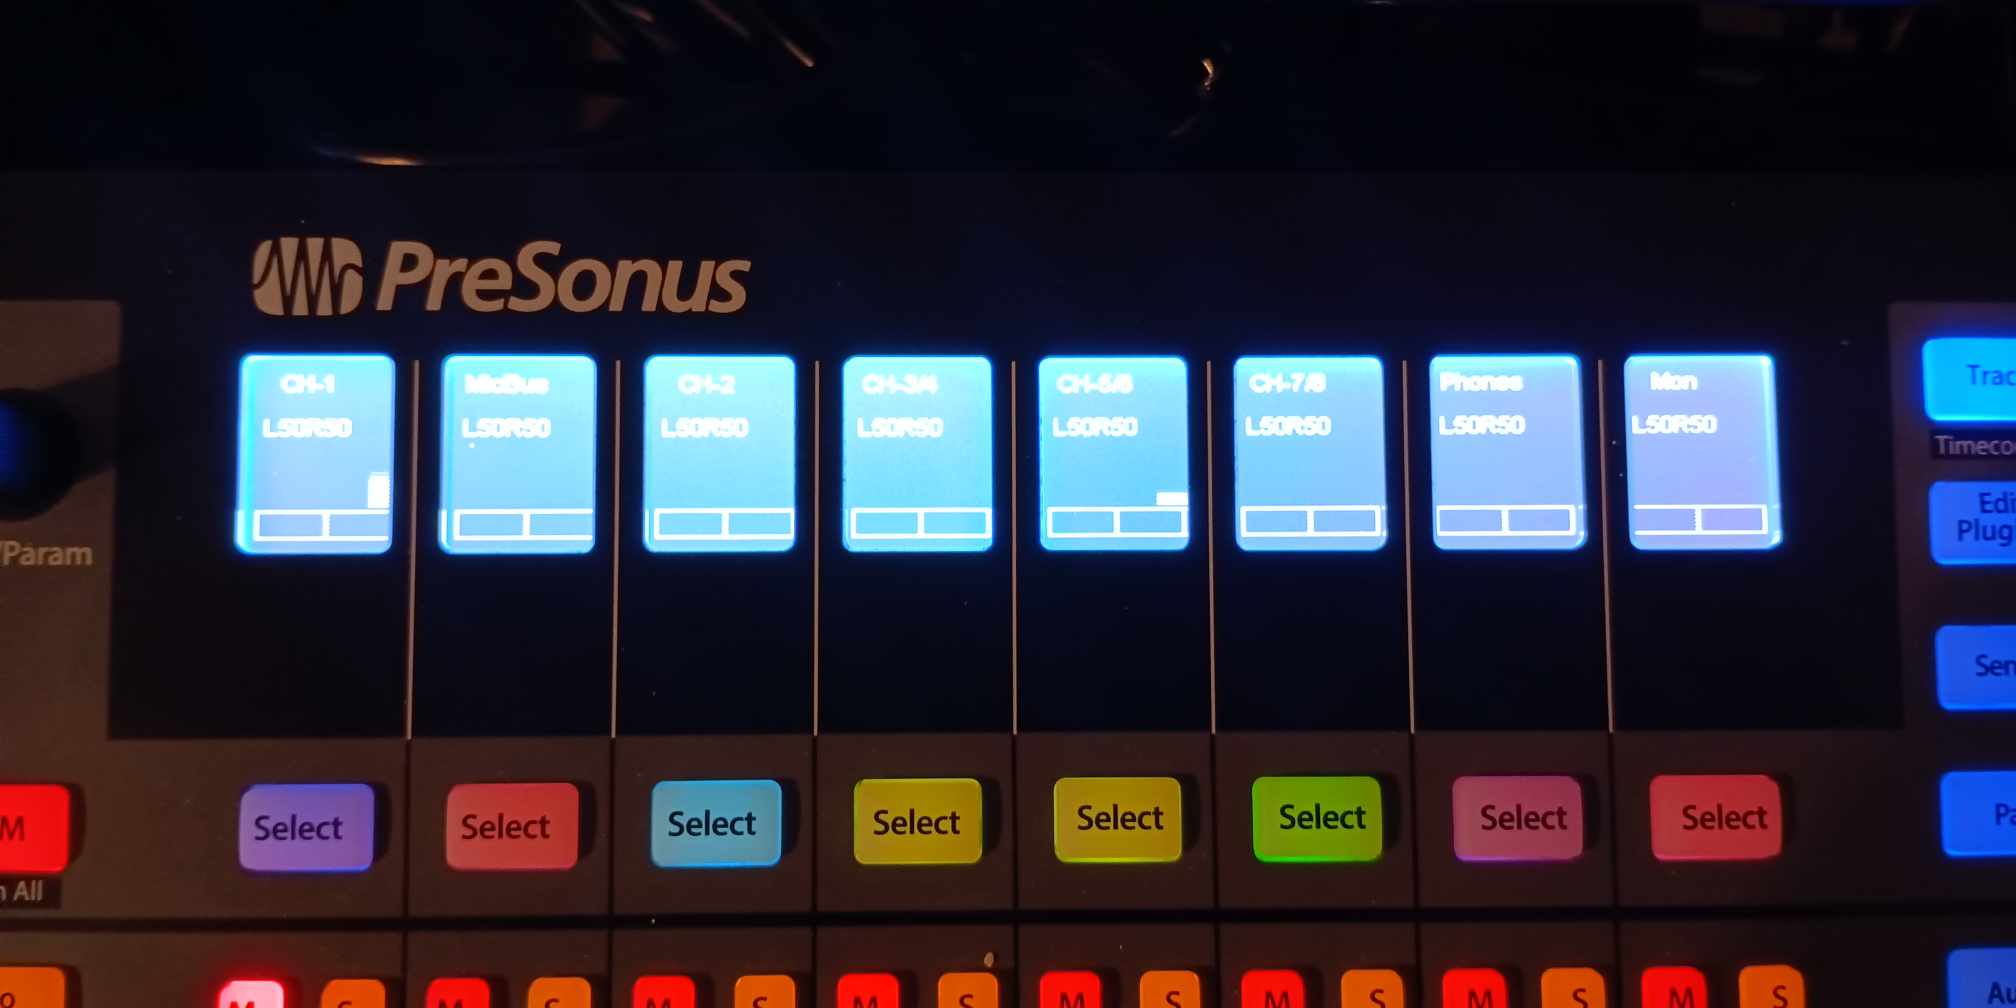 PreSonus
CH-1 MicBus CH-2 CH-3/4 CH-5/6 CH-7/8 Phones Mon
L50R50 L50R50 L50R50 L50R50 L50R50 L50R50 L50R50 L50R50
Trac
Timeco
Edi
Plug
/Param
Sen
Select Select Select Select Select Select Select Select
Pa
M
All
M S M S M S M S M S M S M S M S
Au